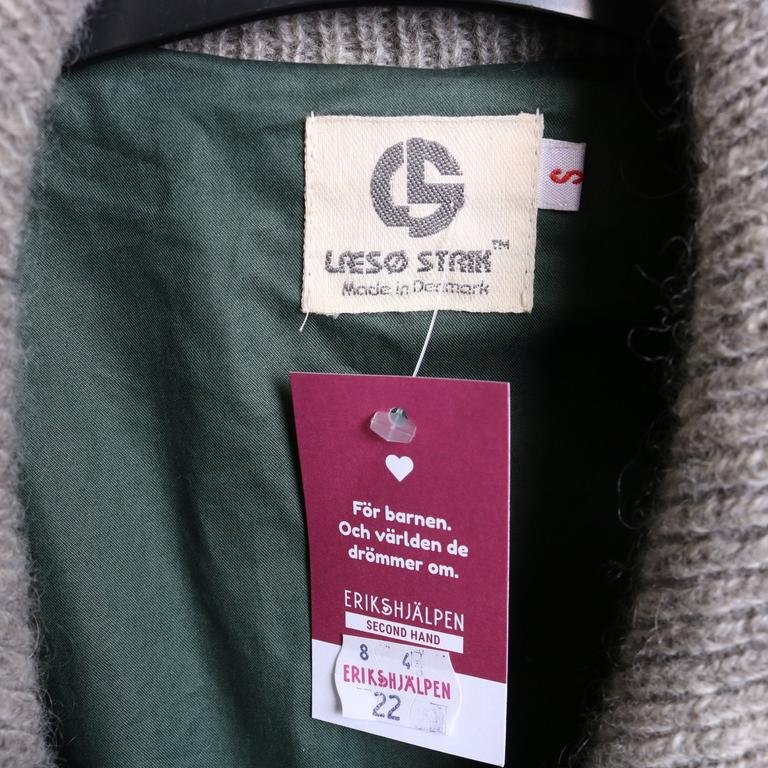 LÆSØ STRIK™
Made in Denmark
S
För barnen.
Och världen de
drömmer om.
ERIKSHJÄLPEN
SECOND HAND
8 4
ERIKSHJÄLPEN
22